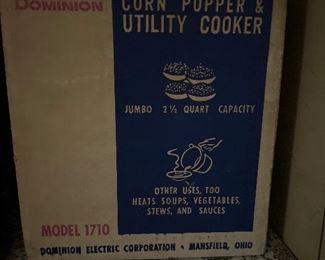 DOMINION
CORN POPPER &
UTILITY COOKER
JUMBO 2½ QUART CAPACITY
OTHER USES, TOO
HEATS SOUPS, VEGETABLES,
STEWS, AND SAUCES
MODEL 1710
DOMINION ELECTRIC CORPORATION • MANSFIELD, OHIO